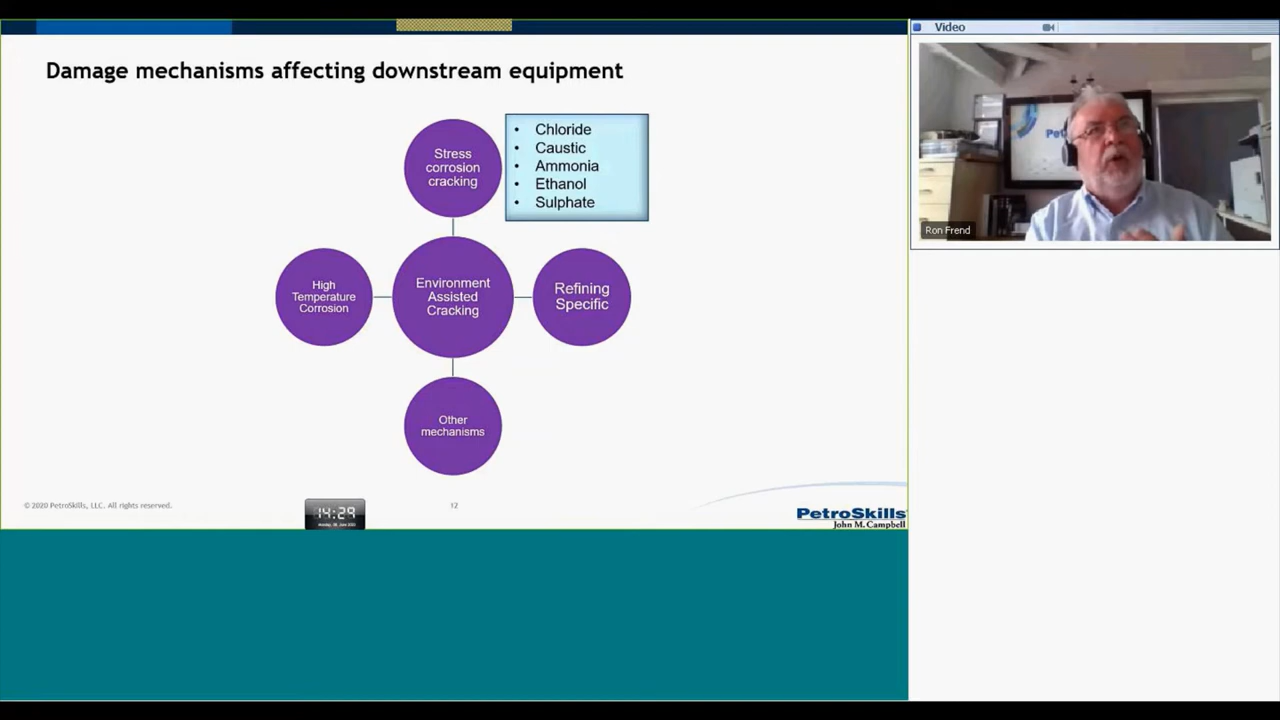 Video
Damage mechanisms affecting downstream equipment
Stress
corrosion
cracking
• Chloride
• Caustic
• Ammonia
• Ethanol
• Sulphate
High
Temperature
Corrosion
Environment
Assisted
Cracking
Refining
Specific
Other
mechanisms
Ron Frend
© 2020 PetroSkills, LLC. All rights reserved.
14:29
12
PetroSkills
John M. Campbell